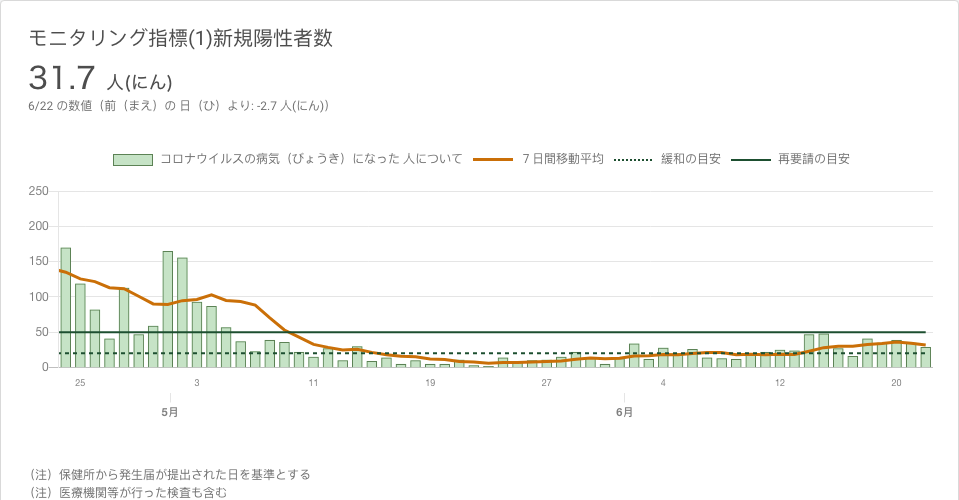 モニタリング指標(1)新規陽性者数
31.7 人(にん)
6/22 の数値（前（まえ）の 日（ひ）より: -2.7 人(にん)）
コロナウイルスの病気（びょうき）になった 人について ７日間移動平均 緩和の目安 再要請の目安
250
200
150
100
50
0
25 3 11 19 27 4 12 20
5月 6月
（注）保健所から発生届が提出された日を基準とする
（注）医療機関等が行った検査も含む